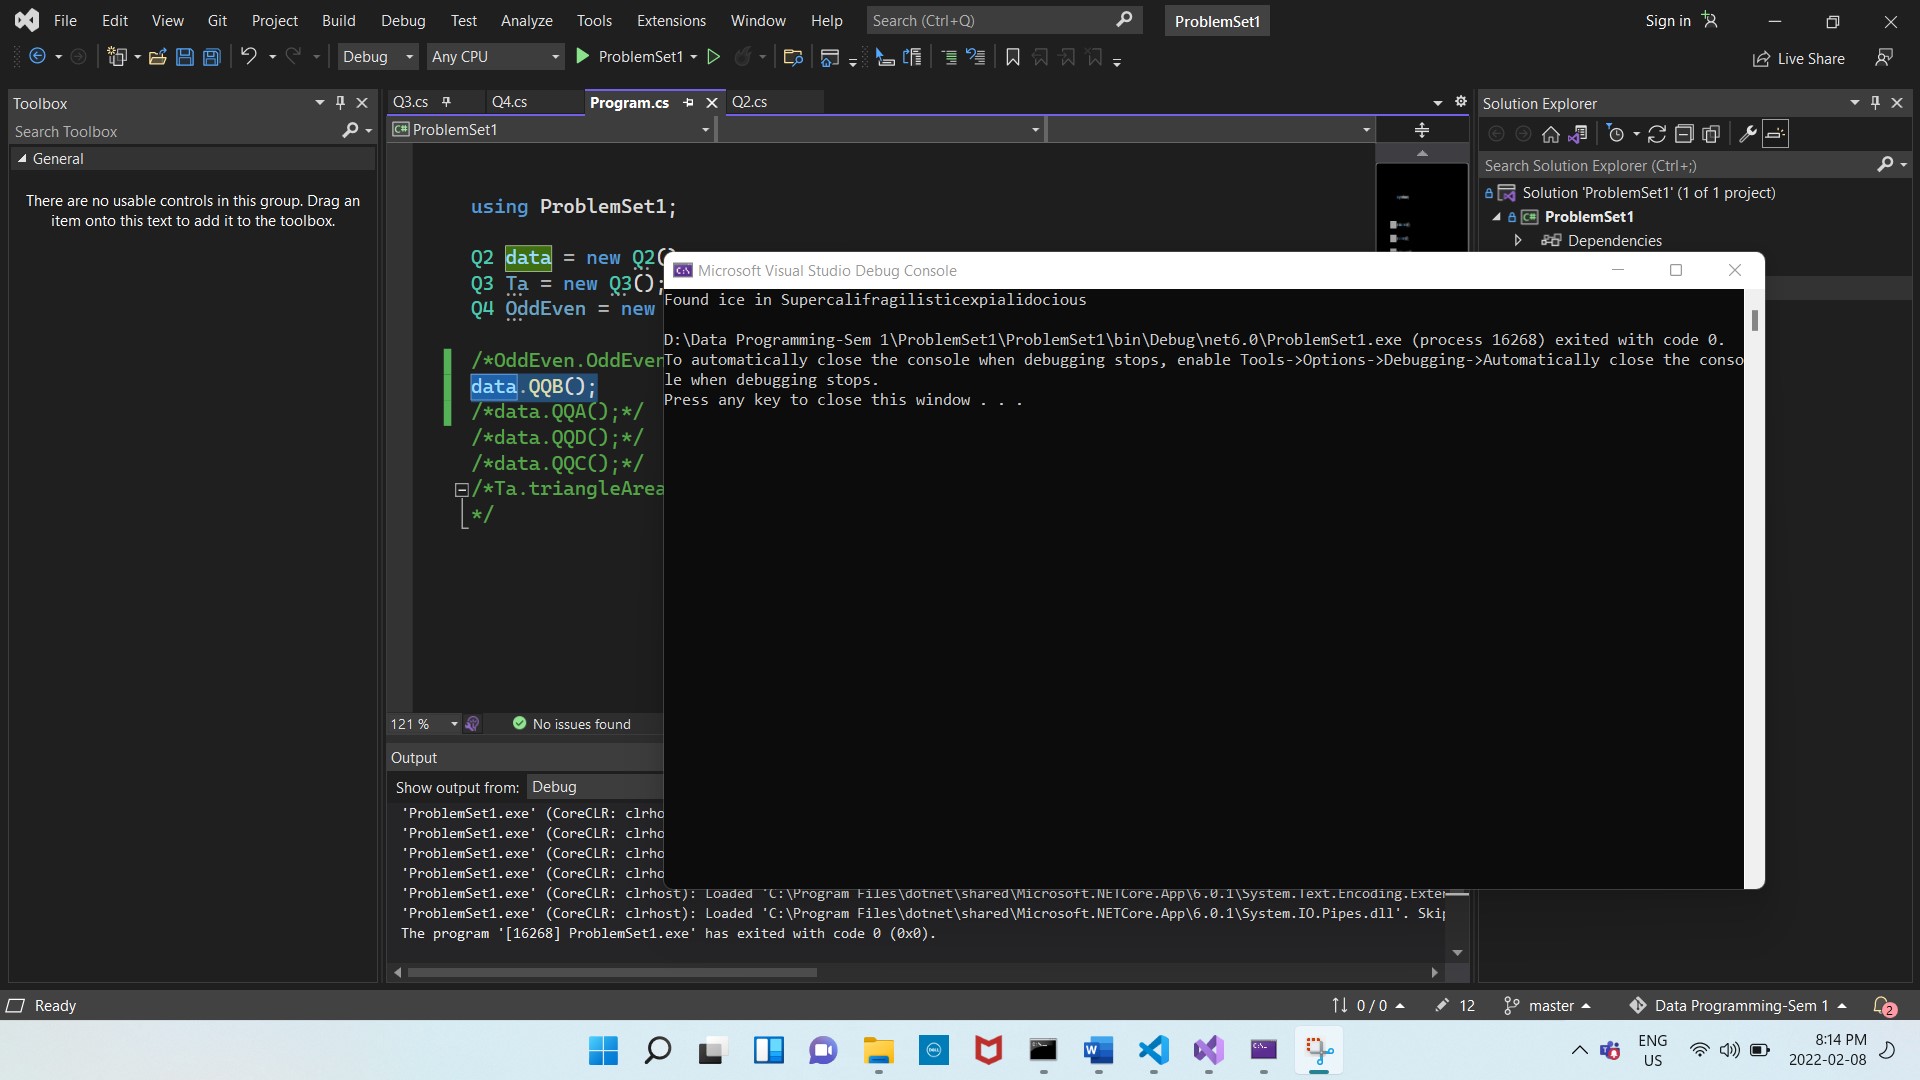 File Edit View Git Project Build Debug Test Analyze Tools Extensions Window Help Search (Ctrl+Q) ProblemSet1 Sign in
Debug Any CPU ProblemSet1 Live Share
Toolbox
Search Toolbox
General
There are no usable controls in this group. Drag an
item onto this text to add it to the toolbox.
Q3.cs Q4.cs Program.cs Q2.cs
C# ProblemSet1
using ProblemSet1;
Q2 data = new Q2()
Q3 Ta = new Q3();
Q4 OddEven = new
/*OddEven.OddEven
data.QQB();
/*data.QQA();*/
/*data.QQD();*/
/*data.QQC();*/
/*Ta.triangleArea
*/
121 % No issues found
Solution Explorer
Search Solution Explorer (Ctrl+;)
Solution 'ProblemSet1' (1 of 1 project)
C# ProblemSet1
Dependencies
Microsoft Visual Studio Debug Console
Found ice in Supercalifragilisticexpialidocious
D:\Data Programming-Sem 1\ProblemSet1\ProblemSet1\bin\Debug\net6.0\ProblemSet1.exe (process 16268) exited with code 0.
To automatically close the console when debugging stops, enable Tools->Options->Debugging->Automatically close the conso
le when debugging stops.
Press any key to close this window . . .
Output
Show output from: Debug
'ProblemSet1.exe' (CoreCLR: clrho
'ProblemSet1.exe' (CoreCLR: clrho
'ProblemSet1.exe' (CoreCLR: clrho
'ProblemSet1.exe' (CoreCLR: clrho
'ProblemSet1.exe' (CoreCLR: clrhost): Loaded 'C:\Program Files\dotnet\shared\Microsoft.NETCore.App\6.0.1\System.Text.Encoding.Exter
'ProblemSet1.exe' (CoreCLR: clrhost): Loaded 'C:\Program Files\dotnet\shared\Microsoft.NETCore.App\6.0.1\System.IO.Pipes.dll'. Skip
The program '[16268] ProblemSet1.exe' has exited with code 0 (0x0).
Ready 0 / 0 12 master Data Programming-Sem 1 2
ENG
US
8:14 PM
2022-02-08